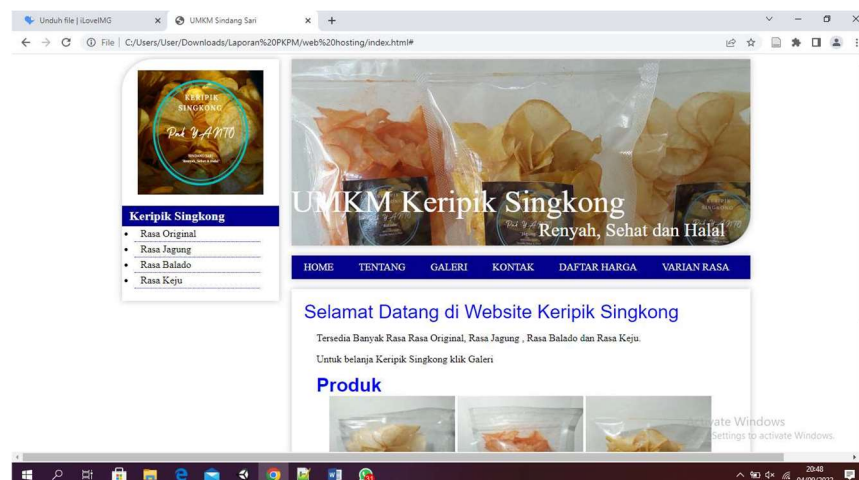 Unduh file | iLoveIMG
UMKM Sindang Sari
File | C:/Users/User/Downloads/Laporan%20PKPM/web%20hosting/index.html#
KERIPIK
SINGKONG
Pak YANTO
Keripik Singkong
Rasa Original
Rasa Jagung
Rasa Balado
Rasa Keju
UMKM Keripik Singkong
Renyah, Sehat dan Halal
HOME TENTANG GALERI KONTAK DAFTAR HARGA VARIAN RASA
Selamat Datang di Website Keripik Singkong
Tersedia Banyak Rasa Rasa Original, Rasa Jagung , Rasa Balado dan Rasa Keju.
Untuk belanja Keripik Singkong klik Galeri
Produk
Windows
Settings to activate Windows.
20:48
04/09/2022